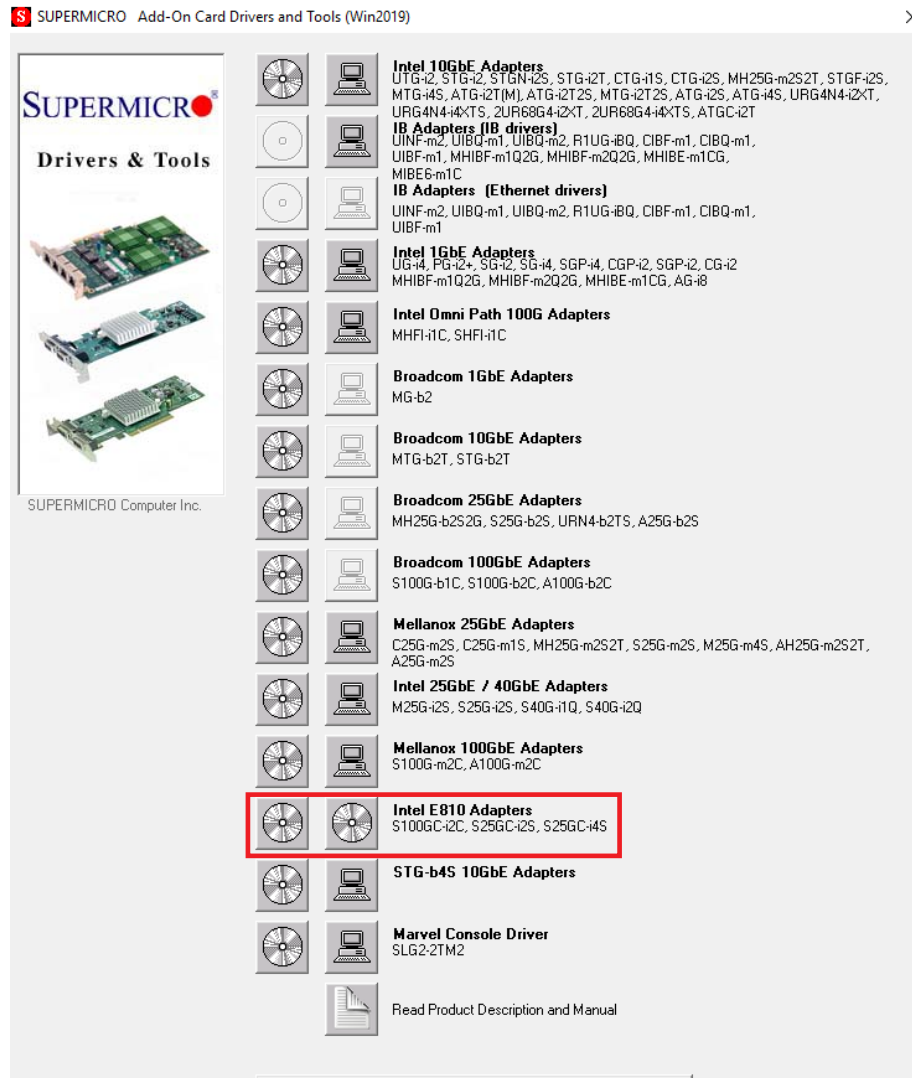 S SUPERMICRO Add-On Card Drivers and Tools (Win2019)
SUPERMICRO®
Drivers & Tools
SUPERMICRO Computer Inc.
Intel 10GbE Adapters
UTG-i2, STG-i2, STGN-i2S, STG-i2T, CTG-i1S, CTG-i2S, MH25G-m2S2T, STGF-i2S,
MTG-i4S, ATG-i2T(M), ATG-i2T2S, MTG-i2T2S, ATG-i2S, ATG-i4S, URG4N4-i2XT,
URG4N4-i4XTS, 2UR68G4-i2XT, 2UR68G4-i4XTS, ATGC-i2T
IB Adapters (IB drivers)
UINF-m2, UIBQ-m1, UIBQ-m2, R1UG-iBQ, CIBF-m1, CIBQ-m1,
UIBF-m1, MHIBF-m1Q2G, MHIBF-m2Q2G, MHIBE-m1CG,
MIBE6-m1C
IB Adapters (Ethernet drivers)
UINF-m2, UIBQ-m1, UIBQ-m2, R1UG-iBQ, CIBF-m1, CIBQ-m1,
UIBF-m1
Intel 1GbE Adapters
UG-i4, PG-i2+, SG-i2, SG-i4, SGP-i4, CGP-i2, SGP-i2, CG-i2
MHIBF-m1Q2G, MHIBF-m2Q2G, MHIBE-m1CG, AG-i8
Intel Omni Path 100G Adapters
MHFI-i1C, SHFI-i1C
Broadcom 1GbE Adapters
MG-b2
Broadcom 10GbE Adapters
MTG-b2T, STG-b2T
Broadcom 25GbE Adapters
MH25G-b2S2G, S25G-b2S, URN4-b2TS, A25G-b2S
Broadcom 100GbE Adapters
S100G-b1C, S100G-b2C, A100G-b2C
Mellanox 25GbE Adapters
C25G-m2S, C25G-m1S, MH25G-m2S2T, S25G-m2S, M25G-m4S, AH25G-m2S2T,
A25G-m2S
Intel 25GbE / 40GbE Adapters
M25G-i2S, S25G-i2S, S40G-i1Q, S40G-i2Q
Mellanox 100GbE Adapters
S100G-m2C, A100G-m2C
Intel E810 Adapters
S100GC-i2C, S25GC-i2S, S25GC-i4S
STG-b4S 10GbE Adapters
Marvel Console Driver
SLG2-2TM2
Read Product Description and Manual